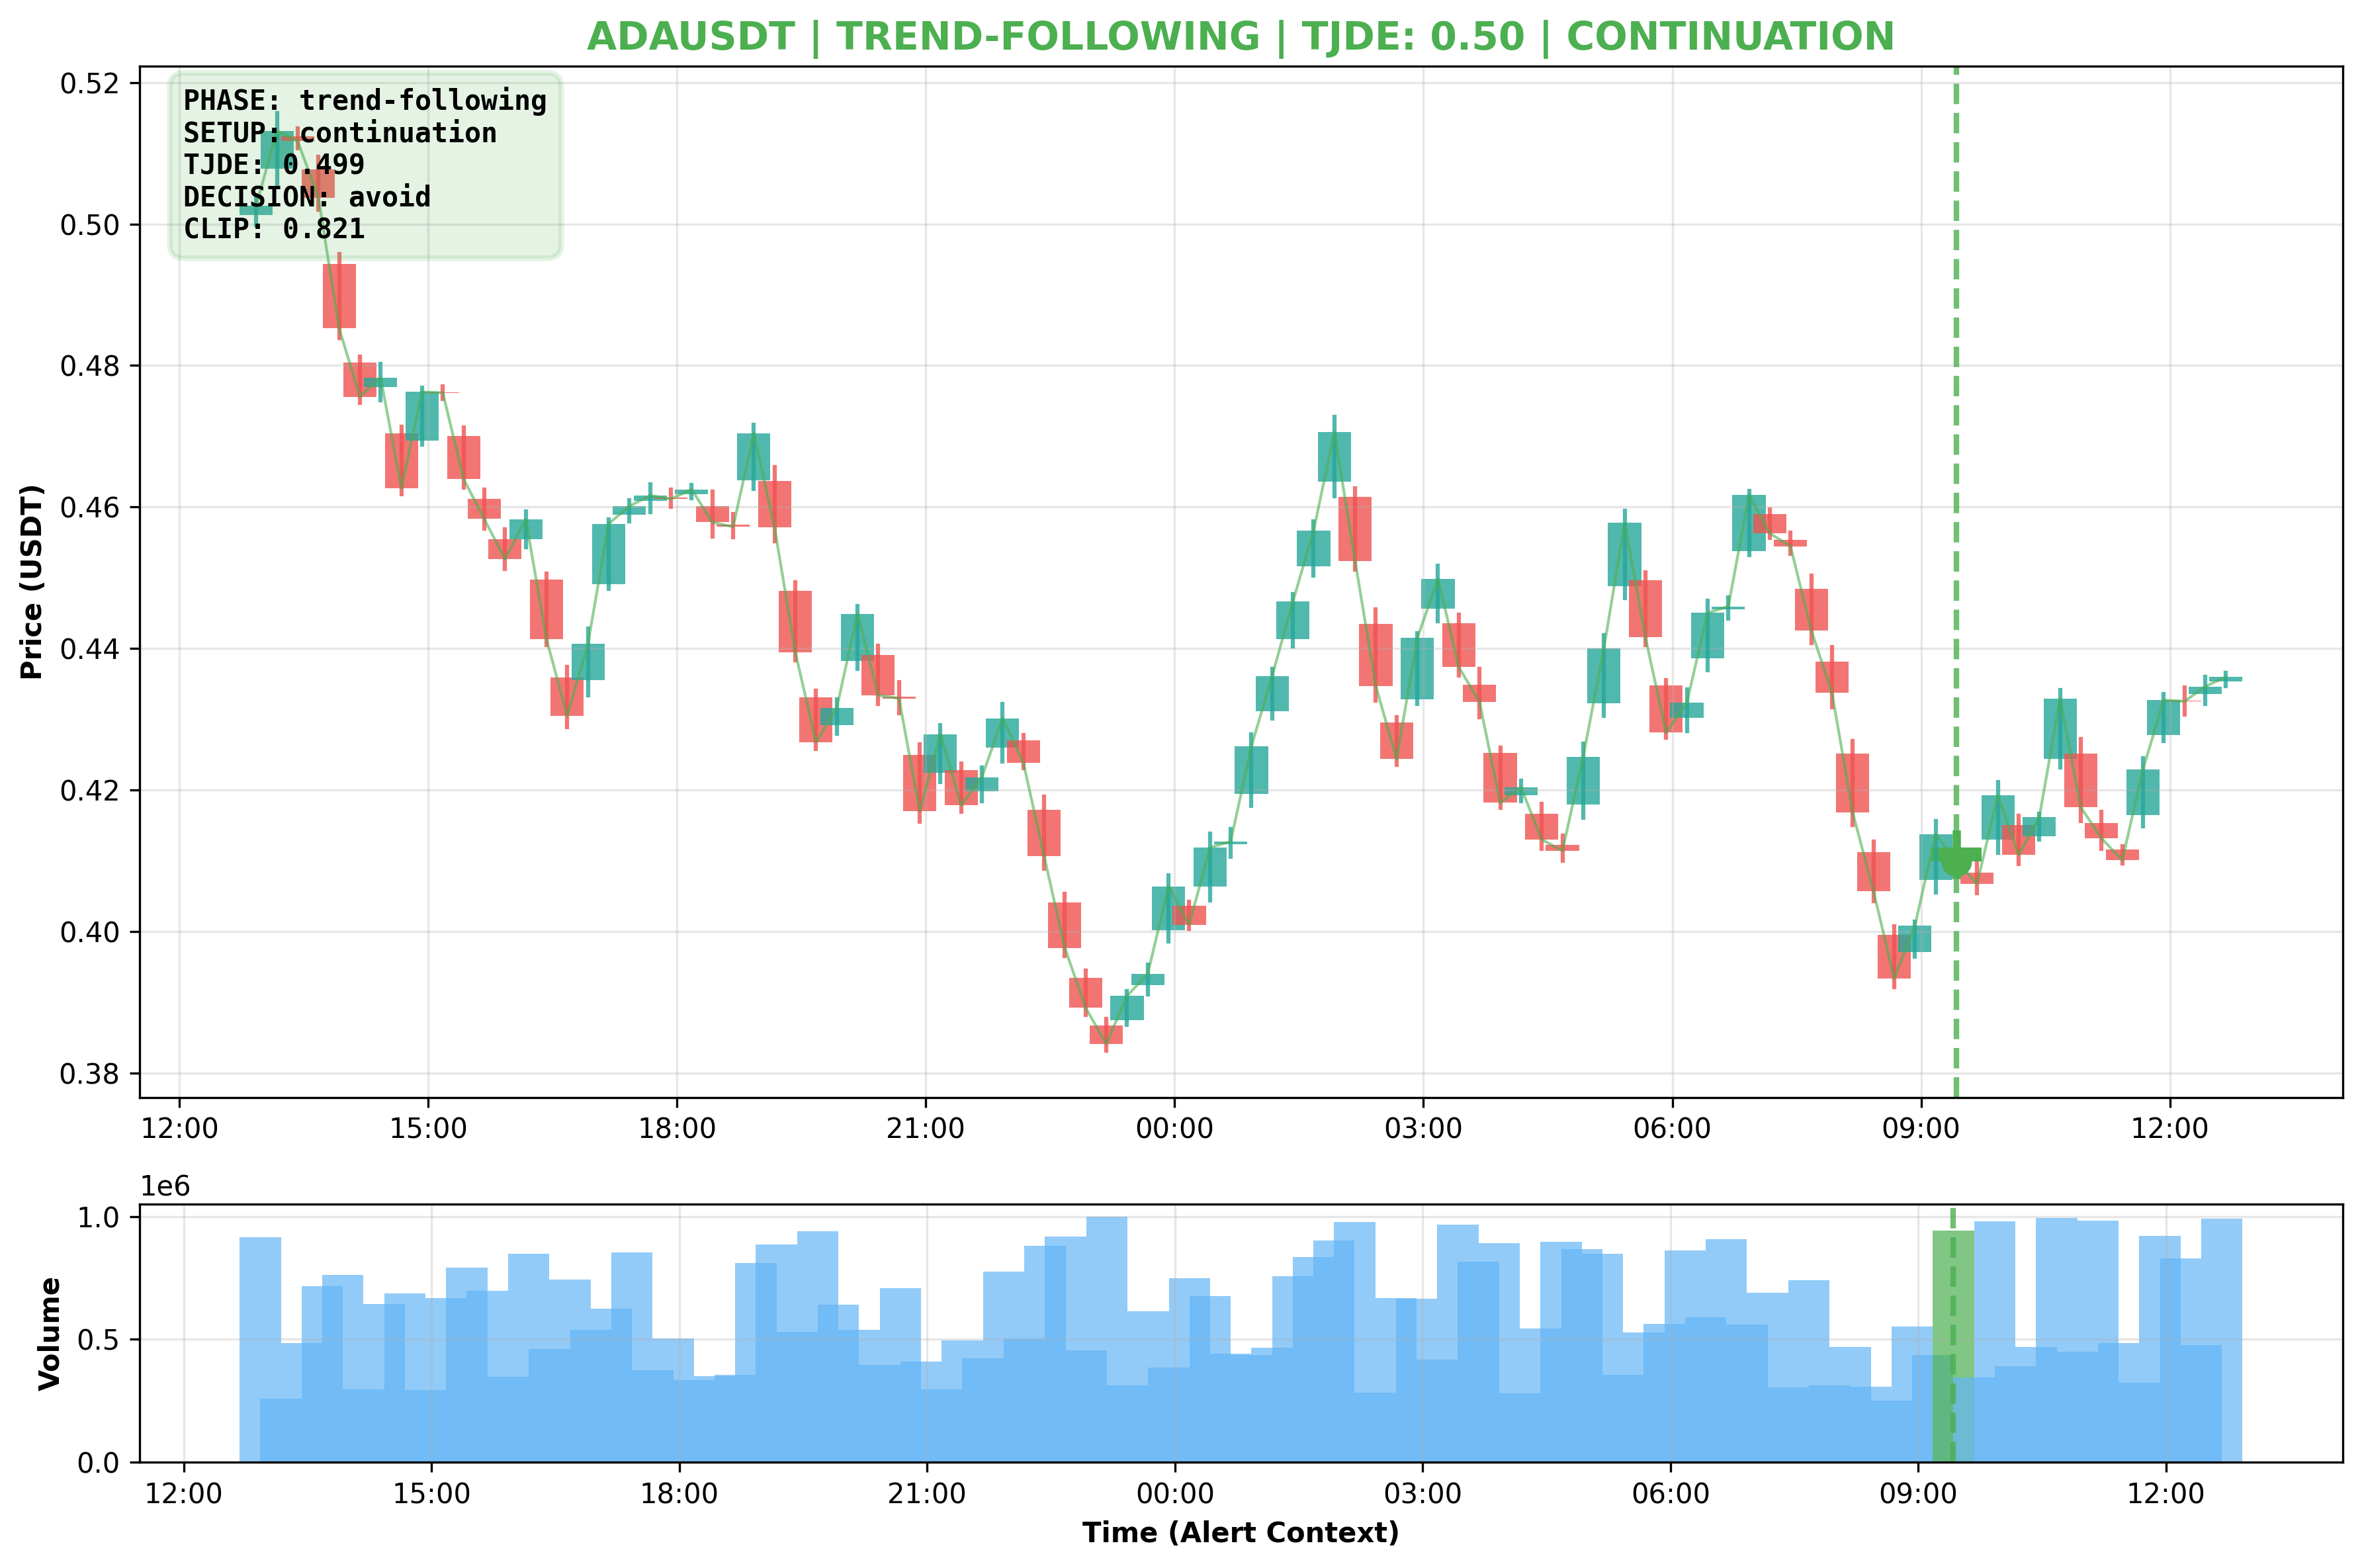 ADAUSDT | TREND-FOLLOWING | TJDE: 0.50 | CONTINUATION
PHASE: trend-following
SETUP: continuation
TJDE: 0.499
DECISION: avoid
CLIP: 0.821
Price (USDT)
0.52
0.50
0.48
0.46
0.44
0.42
0.40
0.38
12:00 15:00 18:00 21:00 00:00 03:00 06:00 09:00 12:00
1e6
Volume
1.0
0.5
0.0
12:00 15:00 18:00 21:00 00:00 03:00 06:00 09:00 12:00
Time (Alert Context)